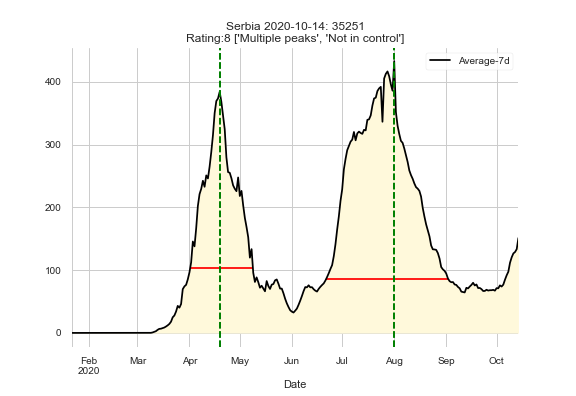 Serbia 2020-10-14: 35251
Rating:8 ['Multiple peaks', 'Not in control']
Average-7d
400
300
200
100
0
Feb Mar Apr May Jun Jul Aug Sep Oct
2020
Date